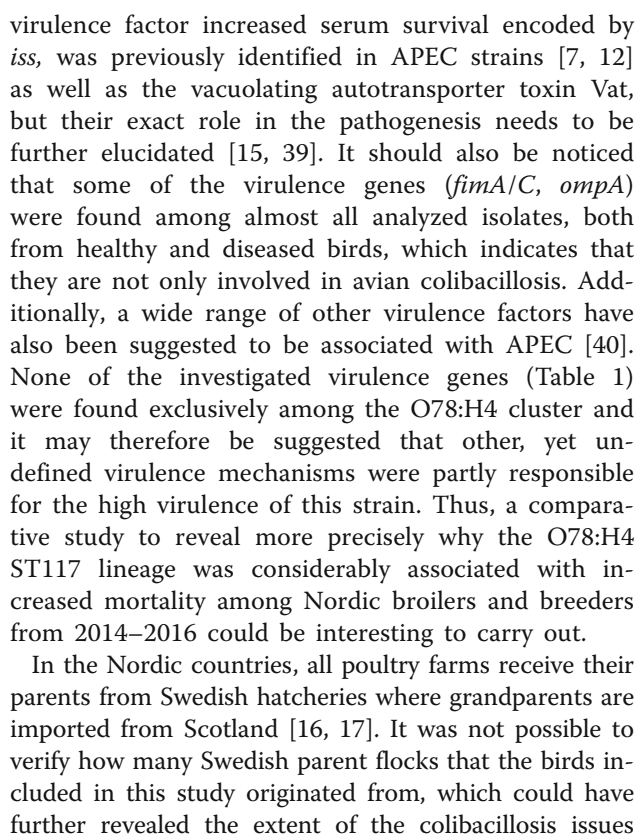 virulence factor increased serum survival encoded by
iss, was previously identified in APEC strains [7, 12]
as well as the vacuolating autotransporter toxin Vat,
but their exact role in the pathogenesis needs to be
further elucidated [15, 39]. It should also be noticed
that some of the virulence genes (fimA/C, ompA)
were found among almost all analyzed isolates, both
from healthy and diseased birds, which indicates that
they are not only involved in avian colibacillosis. Add-
itionally, a wide range of other virulence factors have
also been suggested to be associated with APEC [40].
None of the investigated virulence genes (Table 1)
were found exclusively among the O78:H4 cluster and
it may therefore be suggested that other, yet un-
defined virulence mechanisms were partly responsible
for the high virulence of this strain. Thus, a compara-
tive study to reveal more precisely why the O78:H4
ST117 lineage was considerably associated with in-
creased mortality among Nordic broilers and breeders
from 2014–2016 could be interesting to carry out.
In the Nordic countries, all poultry farms receive their
parents from Swedish hatcheries where grandparents are
imported from Scotland [16, 17]. It was not possible to
verify how many Swedish parent flocks that the birds in-
cluded in this study originated from, which could have
further revealed the extent of the colibacillosis issues